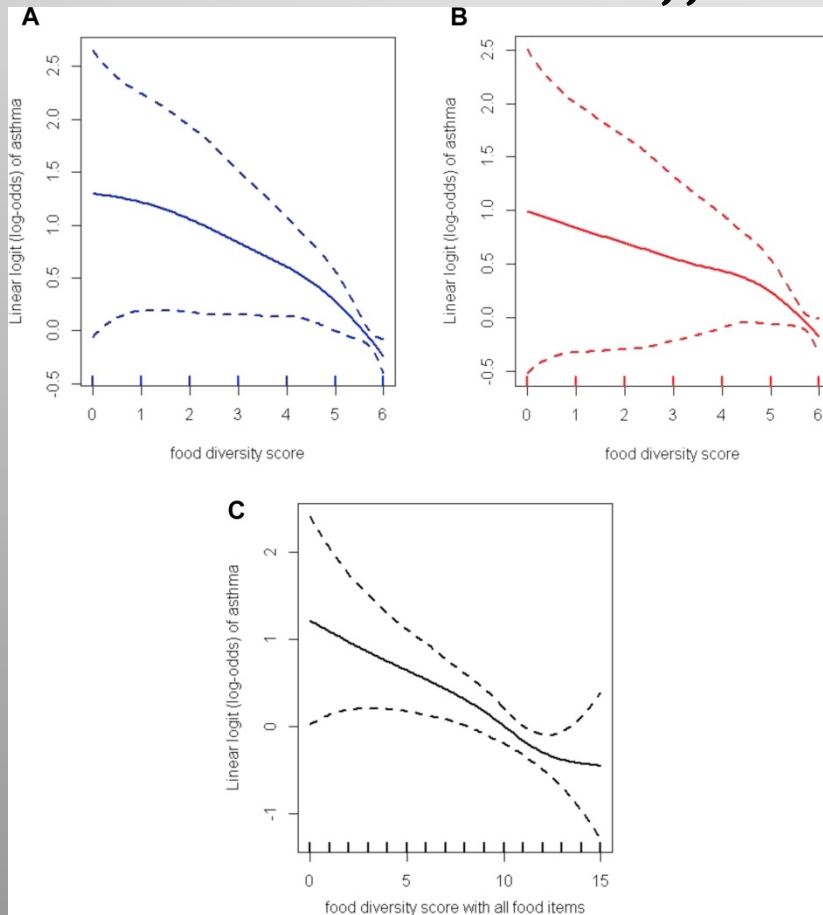 A
Linear logit (log-odds) of asthma
2.5
2.0
1.5
1.0
0.5
0.0
-0.5
0 1 2 3 4 5 6
food diversity score
B
Linear logit (log-odds) of asthma
2.5
2.0
1.5
1.0
0.5
0.0
-0.5
0 1 2 3 4 5 6
food diversity score
C
Linear logit (log-odds) of asthma
2
1
0
-1
0 5 10 15
food diversity score with all food items